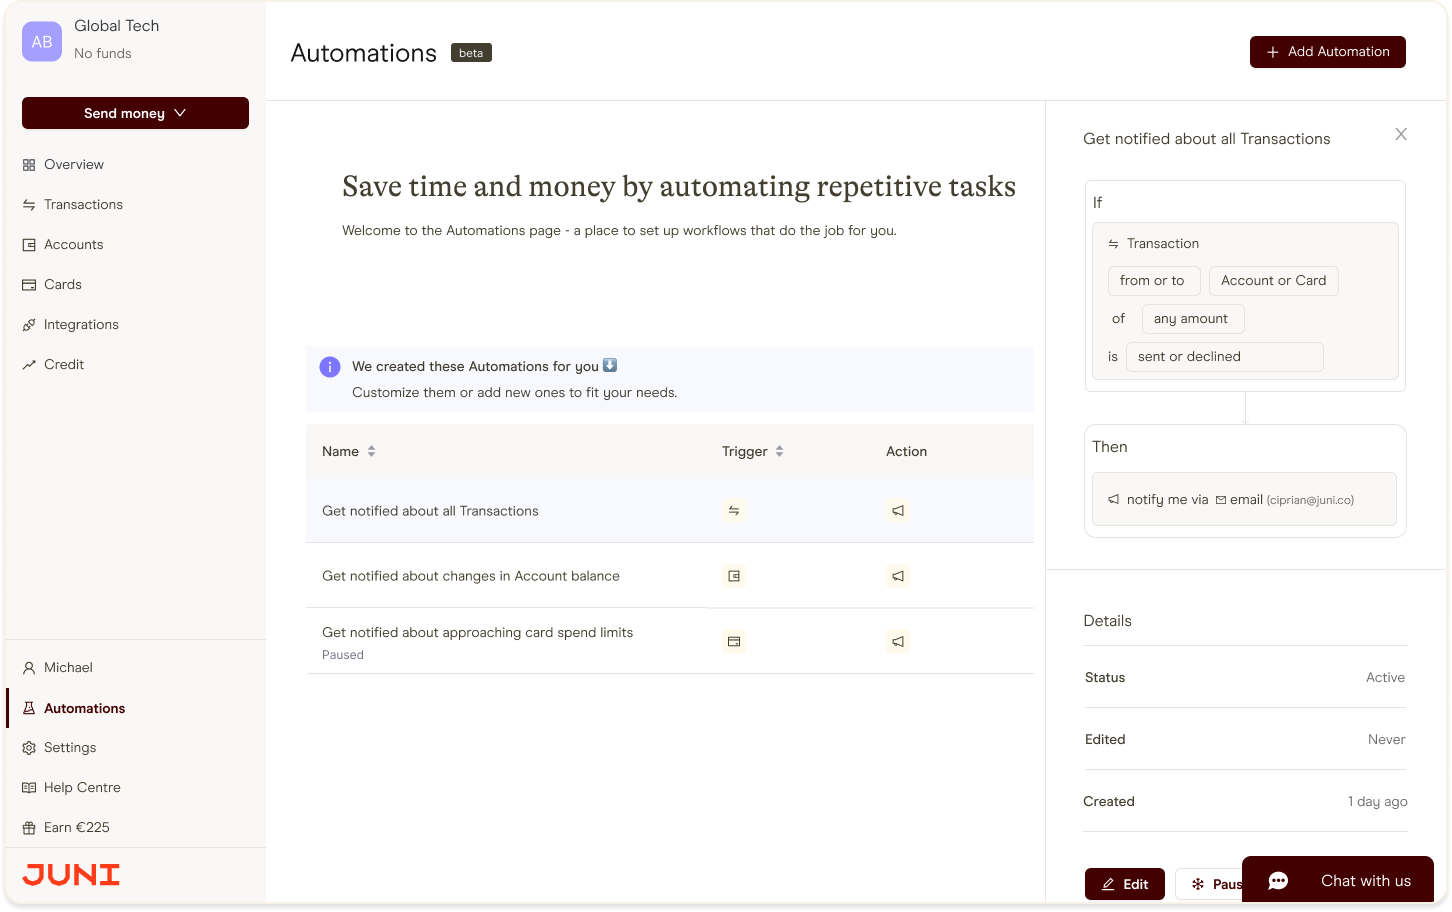 AB
Global Tech
No funds
Send money
Overview
Transactions
Accounts
Cards
Integrations
Credit
Michael
Automations
Settings
Help Centre
Earn €225
JUNI
Automations beta
Add Automation
Save time and money by automating repetitive tasks
Welcome to the Automations page - a place to set up workflows that do the job for you.
We created these Automations for you ⬇️
Customize them or add new ones to fit your needs.
Name Trigger Action
Get notified about all Transactions
Get notified about changes in Account balance
Get notified about approaching card spend limits
Paused
Get notified about all Transactions
If
Transaction
from or to Account or Card
of any amount
is sent or declined
Then
notify me via email (ciprian@juni.co)
Details
Status Active
Edited Never
Created 1 day ago
Edit
Paus
Chat with us